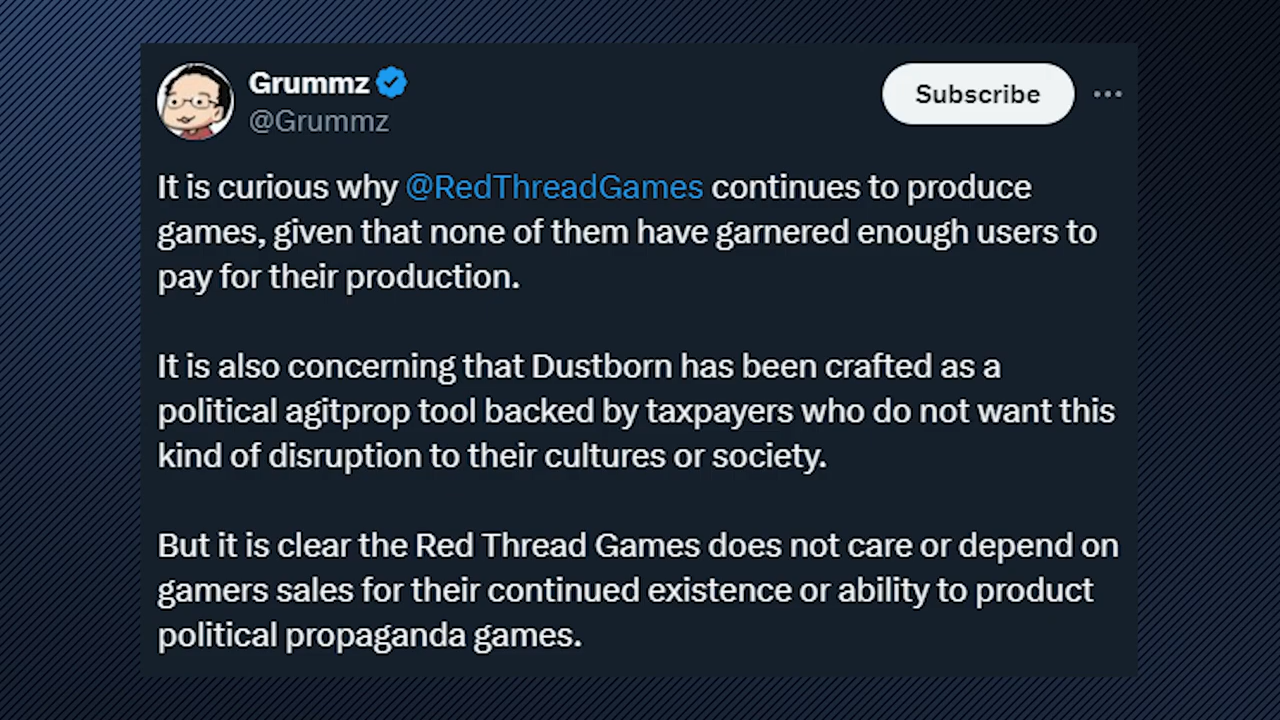 Grummz
@Grummz
Subscribe
It is curious why @RedThreadGames continues to produce
games, given that none of them have garnered enough users to
pay for their production.
It is also concerning that Dustborn has been crafted as a
political agitprop tool backed by taxpayers who do not want this
kind of disruption to their cultures or society.
But it is clear the Red Thread Games does not care or depend on
gamers sales for their continued existence or ability to product
political propaganda games.